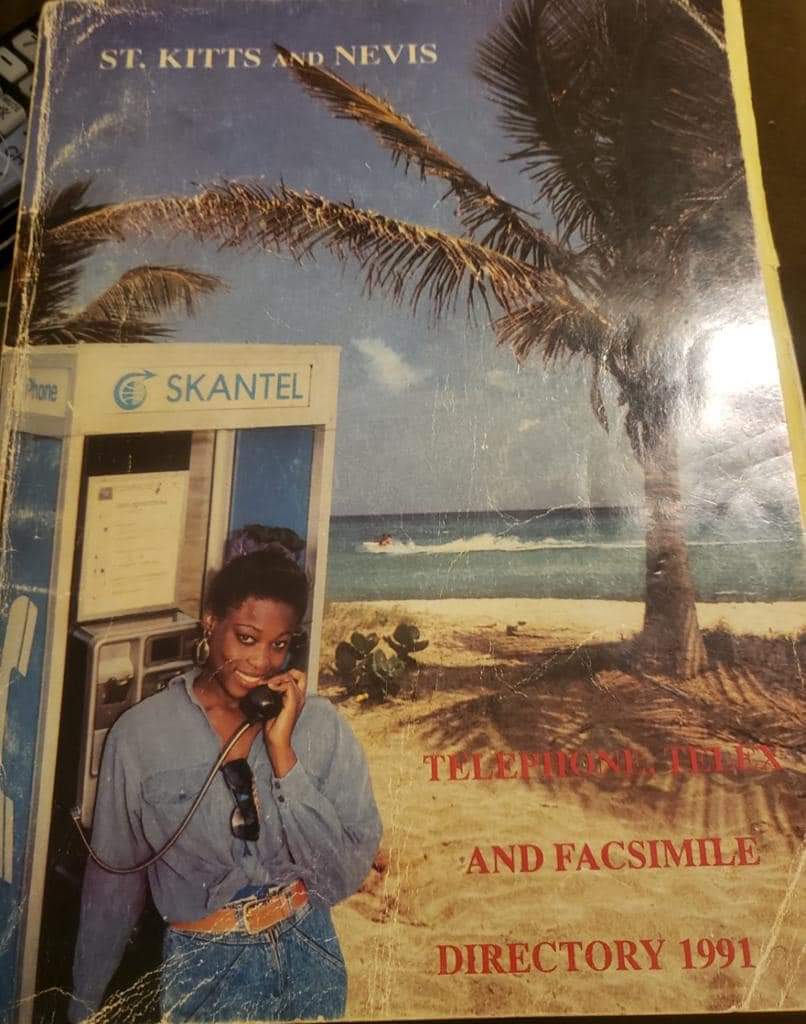 ST. KITTS AND NEVIS
Phone
SKANTEL
TELEPHONE, TELEX
AND FACSIMILE
DIRECTORY 1991